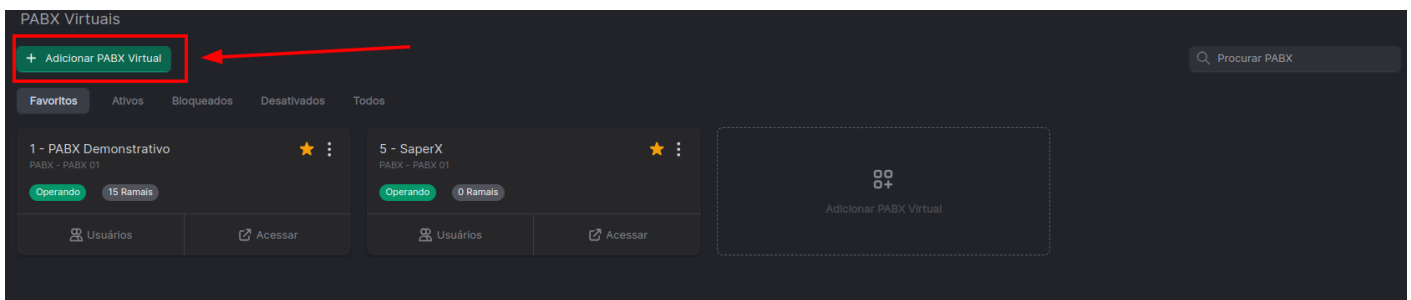 PABX Virtuais
+ Adicionar PABX Virtual
Procurar PABX
Favoritos Ativos Bloqueados Desativados Todos
1 - PABX Demonstrativo
PABX - PABX 01
Operando 15 Ramais
Usuários Acessar
5 - SaperX
PABX - PABX 01
Operando 0 Ramais
Usuários Acessar
Adicionar PABX Virtual